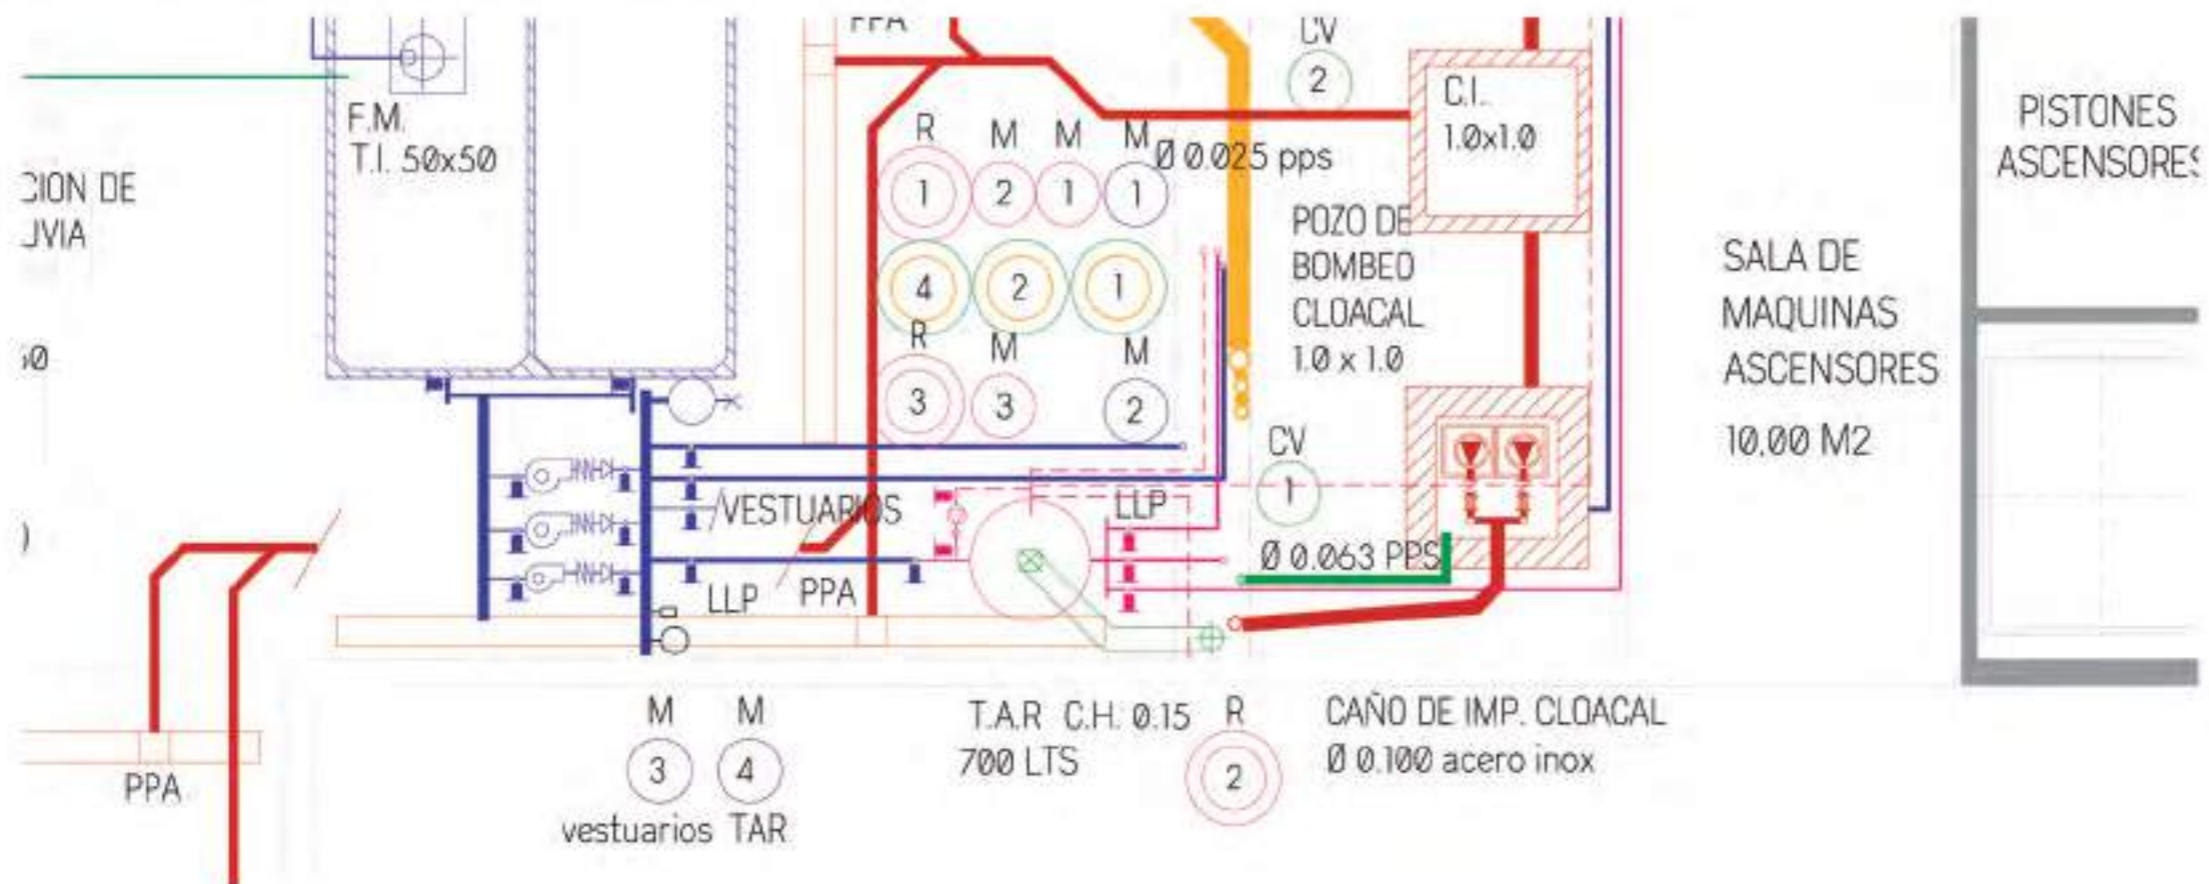 PPA
CV
2
F.M.
T.I. 50x50
CIÓN DE
UVIA
R M M M
1 2 1 1
Ø 0.025 pps
C.I.
1.0x1.0
PISTONES
ASCENSORES
4 2 1
POZO DE
BOMBEO
CLOACAL
1.0 x 1.0
R M M
3 3 2
SALA DE
MAQUINAS
ASCENSORES
10.00 M2
CV
1
VESTUARIOS
LLP
Ø 0.063 PPS
LLP PPA
PPA
M M
3 4
vestuarios TAR
T.A.R C.H. 0.15
700 LTS
R
2
CAÑO DE IMP. CLOACAL
Ø 0.100 acero inox